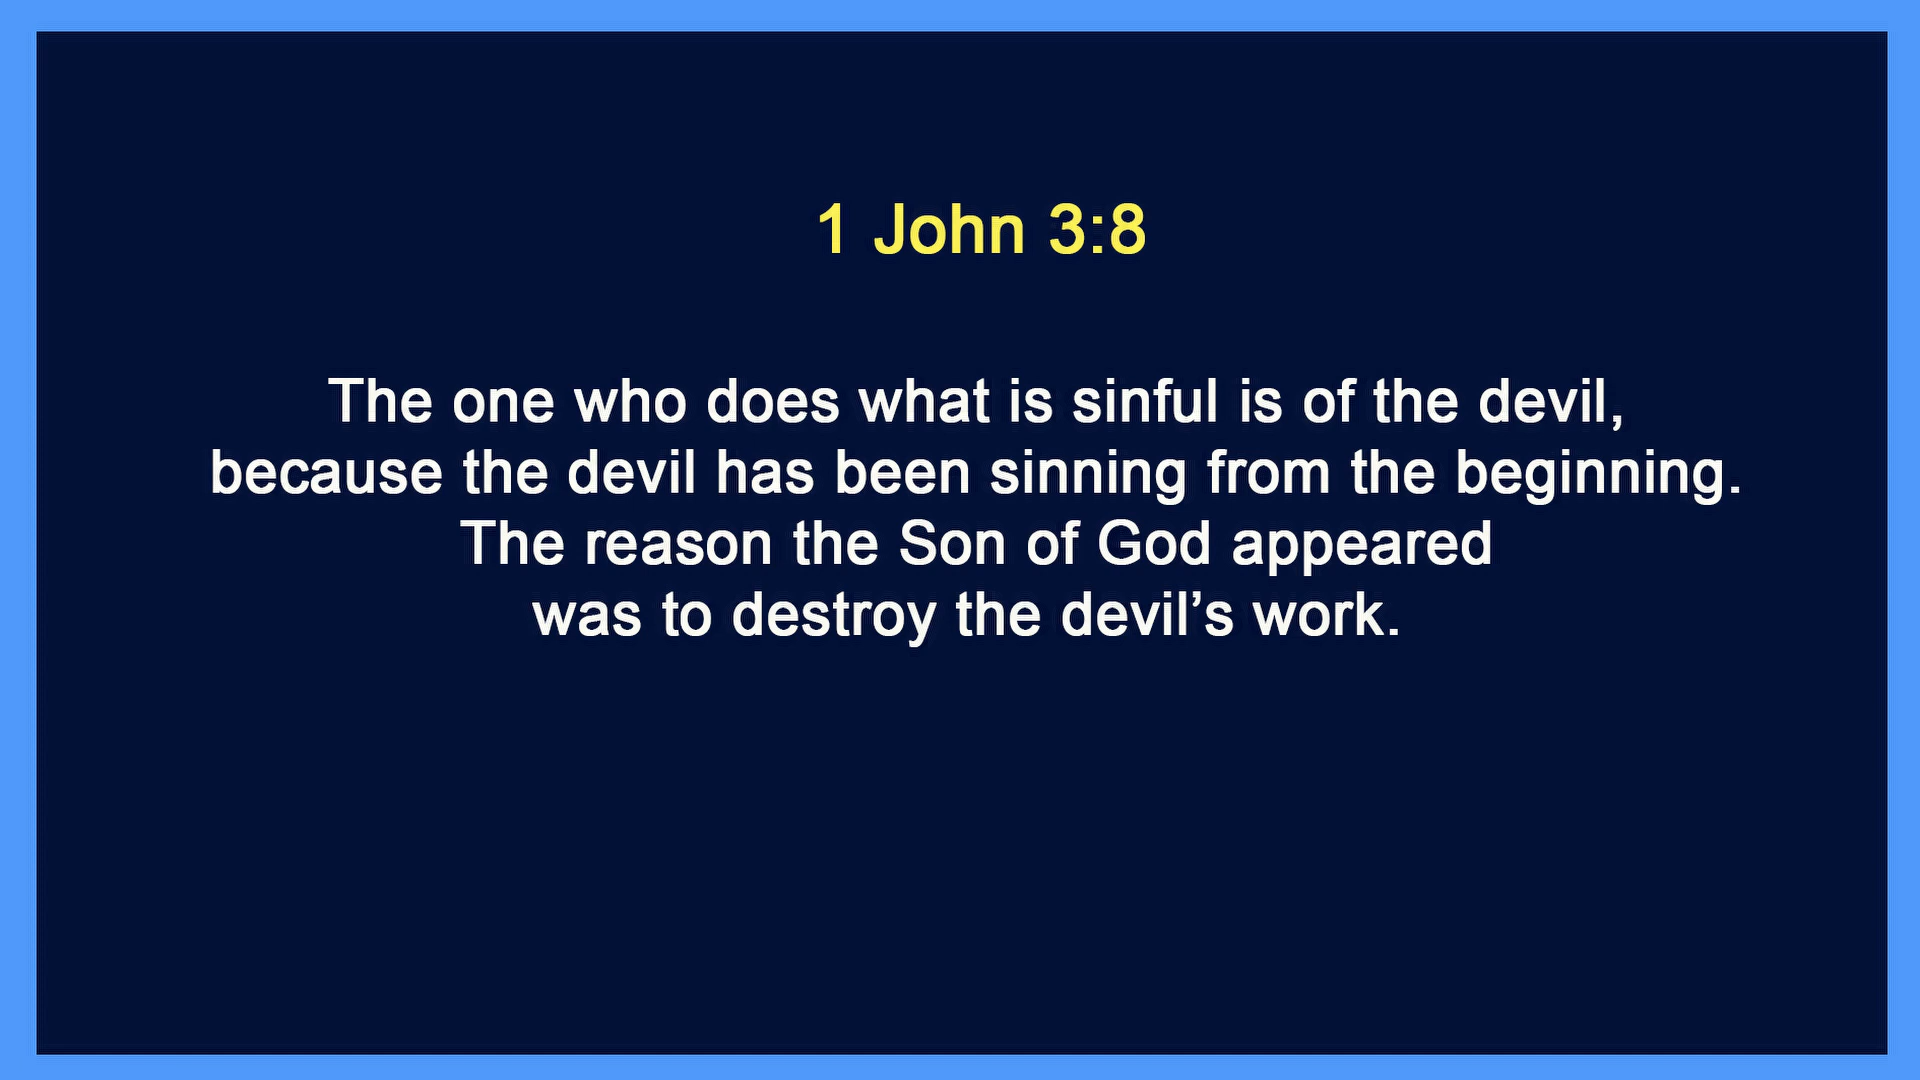 1 John 3:8
The one who does what is sinful is of the devil,
because the devil has been sinning from the beginning.
The reason the Son of God appeared
was to destroy the devil’s work.